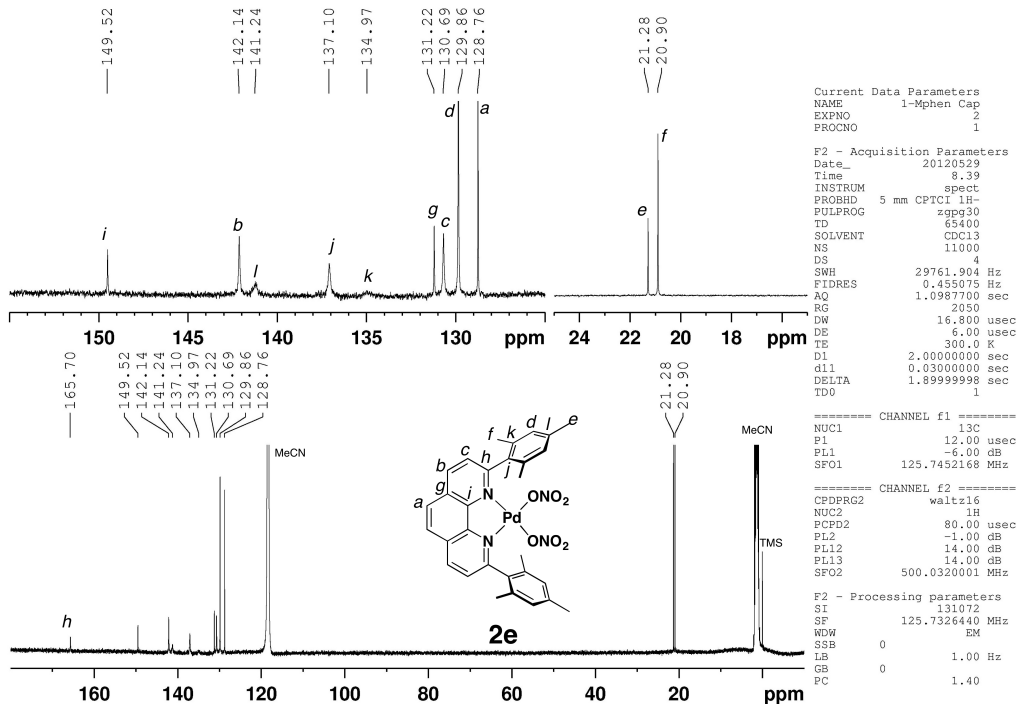 149.52
142.14
141.24
137.10
134.97
131.22
130.69
129.86
128.76
21.28
20.90
i
b
l
j
k
g
c
d
a
e
f
150 145 140 135 130 ppm
24 22 20 18 16 ppm
165.70
149.52
142.14
141.24
137.10
134.97
131.22
130.69
129.86
128.76
21.28
20.90
h
MeCN
MeCN
TMS
f k d l e
b c h j
g i
a
N
Pd
N
ONO2
ONO2
2e
160 140 120 100 80 60 40 20 ppm
Current Data Parameters
NAME 1-Mphen Cap
EXPNO 2
PROCNO 1
F2 - Acquisition Parameters
Date_ 20120529
Time 8.39
INSTRUM spect
PROBHD 5 mm CPTCI 1H-
PULPROG zgpg30
TD 65400
SOLVENT CDCl3
NS 11000
DS 4
SWH 29761.904 Hz
FIDRES 0.455075 Hz
AQ 1.0987700 sec
RG 2050
DW 16.800 usec
DE 6.00 usec
TE 300.0 K
D1 2.00000000 sec
d11 0.03000000 sec
DELTA 1.89999998 sec
TD0 1
======== CHANNEL f1 ========
NUC1 13C
P1 12.00 usec
PL1 -6.00 dB
SFO1 125.7452168 MHz
======== CHANNEL f2 ========
CPDPRG2 waltz16
NUC2 1H
PCPD2 80.00 usec
PL2 -1.00 dB
PL12 14.00 dB
PL13 14.00 dB
SFO2 500.0320001 MHz
F2 - Processing parameters
SI 131072
SF 125.7326440 MHz
WDW EM
SSB 0
LB 1.00 Hz
GB 0
PC 1.40